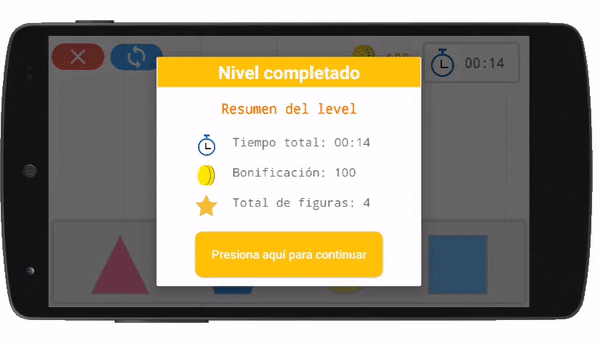 00:14
Nivel completado
Resumen del level
Tiempo total: 00:14
Bonificación: 100
Total de figuras: 4
Presiona aquí para continuar